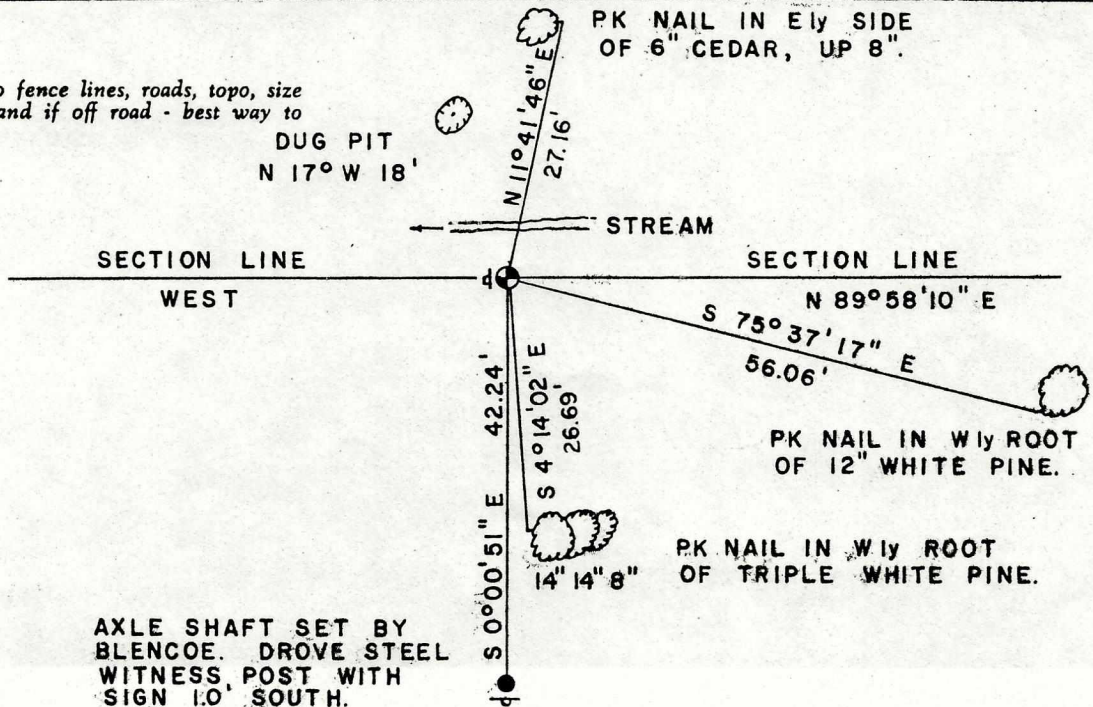 PK NAIL IN Ely SIDE
OF 6" CEDAR, UP 8".
fence lines, roads, topo, size
and if off road - best way to
DUG PIT
N 17° W 18'
N 11° 41' 46" E
27.16'
STREAM
SECTION LINE
WEST
SECTION LINE
N 89° 58' 10" E
S 75° 37' 17" E
56.06'
PK NAIL IN Wly ROOT
OF 12" WHITE PINE.
S 0° 00' 51" E 42.24'
S 4° 14' 02" E
26.69'
14" 14" 8"
PK NAIL IN Wly ROOT
OF TRIPLE WHITE PINE.
AXLE SHAFT SET BY
BLENCOE. DROVE STEEL
WITNESS POST WITH
SIGN 1.0' SOUTH.